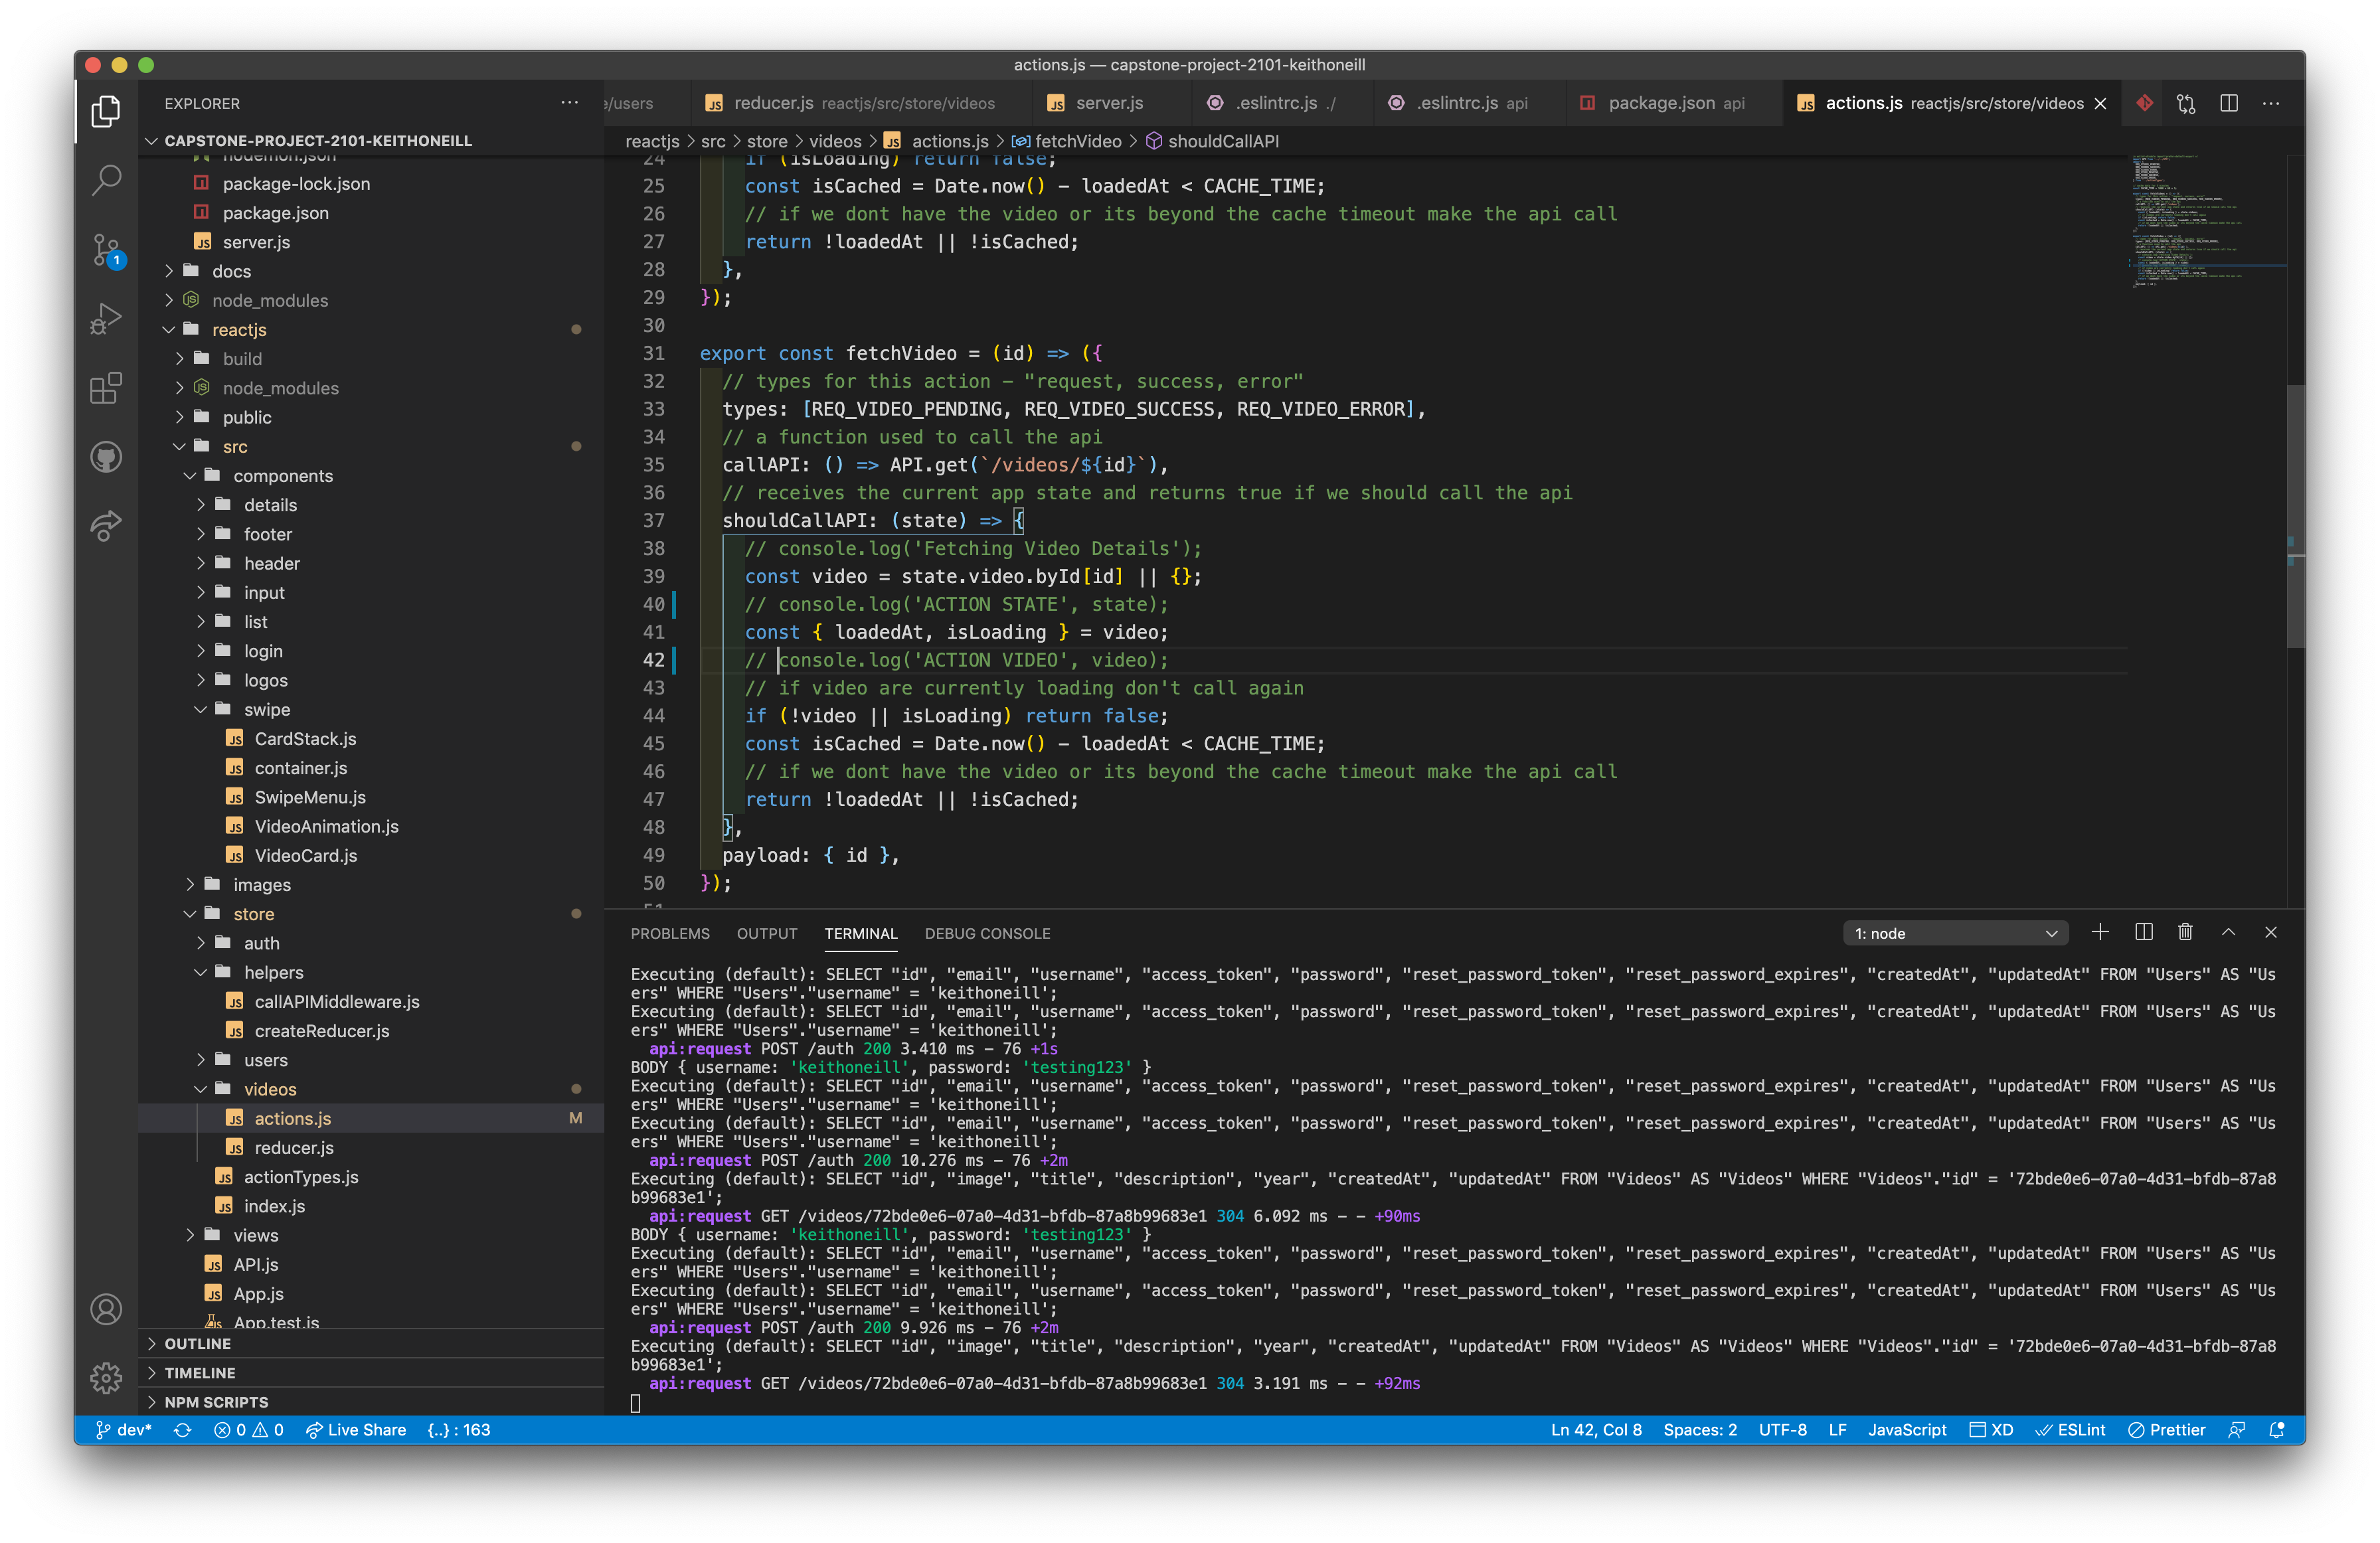 actions.js — capstone-project-2101-keithoneill
EXPLORER
CAPSTONE-PROJECT-2101-KEITHONEILL
nodemon.json
package-lock.json
package.json
server.js
docs
node_modules
reactjs
build
node_modules
public
src
components
details
footer
header
input
list
login
logos
swipe
CardStack.js
container.js
SwipeMenu.js
VideoAnimation.js
VideoCard.js
images
store
auth
helpers
callAPIMiddleware.js
createReducer.js
users
videos
actions.js M
reducer.js
actionTypes.js
index.js
views
API.js
App.js
App.test.js
OUTLINE
TIMELINE
NPM SCRIPTS
1
e/users reducer.js reactjs/src/store/videos server.js .eslintrc.js ./ .eslintrc.js api package.json api actions.js reactjs/src/store/videos
reactjs > src > store > videos > actions.js > fetchVideo > shouldCallAPI
24 if (isLoading) return false;
25 const isCached = Date.now() - loadedAt < CACHE_TIME;
26 // if we dont have the video or its beyond the cache timeout make the api call
27 return !loadedAt || !isCached;
28 },
29 });
30
31 export const fetchVideo = (id) => ({
32 // types for this action - "request, success, error"
33 types: [REQ_VIDEO_PENDING, REQ_VIDEO_SUCCESS, REQ_VIDEO_ERROR],
34 // a function used to call the api
35 callAPI: () => API.get(`/videos/${id}`),
36 // receives the current app state and returns true if we should call the api
37 shouldCallAPI: (state) => {
38 // console.log('Fetching Video Details');
39 const video = state.video.byId[id] || {};
40 // console.log('ACTION STATE', state);
41 const { loadedAt, isLoading } = video;
42 // console.log('ACTION VIDEO', video);
43 // if video are currently loading don't call again
44 if (!video || isLoading) return false;
45 const isCached = Date.now() - loadedAt < CACHE_TIME;
46 // if we dont have the video or its beyond the cache timeout make the api call
47 return !loadedAt || !isCached;
48 },
49 payload: { id },
50 });
51
PROBLEMS OUTPUT TERMINAL DEBUG CONSOLE 1: node
Executing (default): SELECT "id", "email", "username", "access_token", "password", "reset_password_token", "reset_password_expires", "createdAt", "updatedAt" FROM "Users" AS "Us
ers" WHERE "Users"."username" = 'keithoneill';
Executing (default): SELECT "id", "email", "username", "access_token", "password", "reset_password_token", "reset_password_expires", "createdAt", "updatedAt" FROM "Users" AS "Us
ers" WHERE "Users"."username" = 'keithoneill';
api:request POST /auth 200 3.410 ms - 76 +1s
BODY { username: 'keithoneill', password: 'testing123' }
Executing (default): SELECT "id", "email", "username", "access_token", "password", "reset_password_token", "reset_password_expires", "createdAt", "updatedAt" FROM "Users" AS "Us
ers" WHERE "Users"."username" = 'keithoneill';
Executing (default): SELECT "id", "email", "username", "access_token", "password", "reset_password_token", "reset_password_expires", "createdAt", "updatedAt" FROM "Users" AS "Us
ers" WHERE "Users"."username" = 'keithoneill';
api:request POST /auth 200 10.276 ms - 76 +2m
Executing (default): SELECT "id", "image", "title", "description", "year", "createdAt", "updatedAt" FROM "Videos" AS "Videos" WHERE "Videos"."id" = '72bde0e6-07a0-4d31-bfdb-87a8
b99683e1';
api:request GET /videos/72bde0e6-07a0-4d31-bfdb-87a8b99683e1 304 6.092 ms - - +90ms
BODY { username: 'keithoneill', password: 'testing123' }
Executing (default): SELECT "id", "email", "username", "access_token", "password", "reset_password_token", "reset_password_expires", "createdAt", "updatedAt" FROM "Users" AS "Us
ers" WHERE "Users"."username" = 'keithoneill';
Executing (default): SELECT "id", "email", "username", "access_token", "password", "reset_password_token", "reset_password_expires", "createdAt", "updatedAt" FROM "Users" AS "Us
ers" WHERE "Users"."username" = 'keithoneill';
api:request POST /auth 200 9.926 ms - 76 +2m
Executing (default): SELECT "id", "image", "title", "description", "year", "createdAt", "updatedAt" FROM "Videos" AS "Videos" WHERE "Videos"."id" = '72bde0e6-07a0-4d31-bfdb-87a8
b99683e1';
api:request GET /videos/72bde0e6-07a0-4d31-bfdb-87a8b99683e1 304 3.191 ms - - +92ms
dev* 0 0 Live Share {..} : 163 Ln 42, Col 8 Spaces: 2 UTF-8 LF JavaScript XD ESLint Prettier